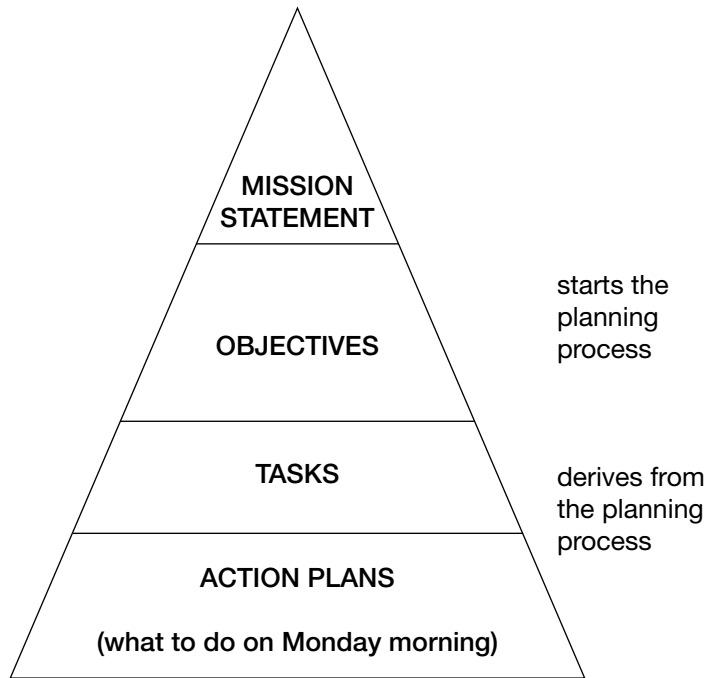 MISSION
STATEMENT
starts the
planning
process
OBJECTIVES
TASKS
derives from
the planning
process
ACTION PLANS
(what to do on Monday morning)